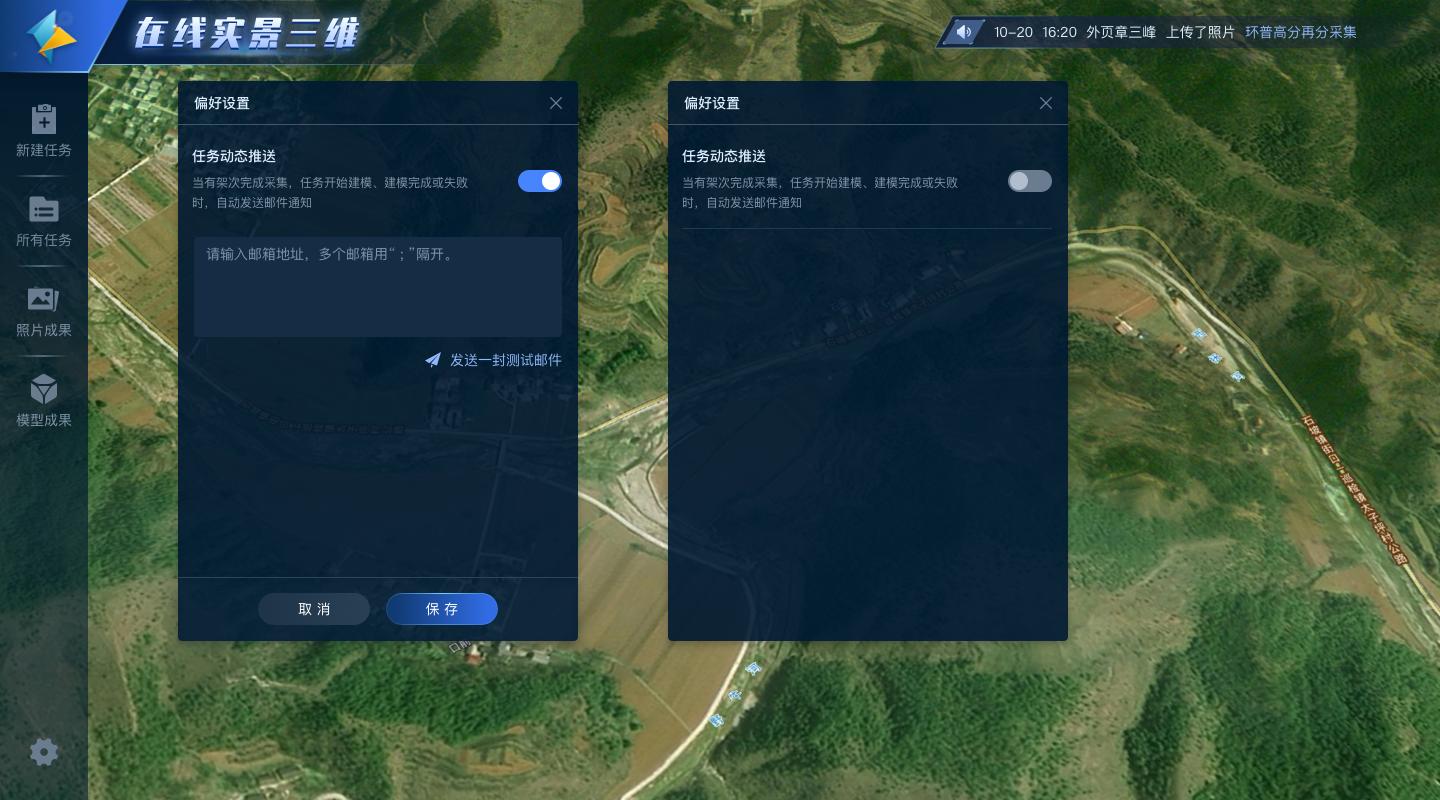 在线实景三维
10-20 16:20 外页章三峰 上传了照片 环普高分再分采集
新建任务
所有任务
照片成果
模型成果
偏好设置
任务动态推送
当有架次完成采集，任务开始建模、建模完成或失败
时，自动发送邮件通知
请输入邮箱地址，多个邮箱用“ ; ”隔开。
发送一封测试邮件
取 消
保 存
偏好设置
任务动态推送
当有架次完成采集，任务开始建模、建模完成或失败
时，自动发送邮件通知